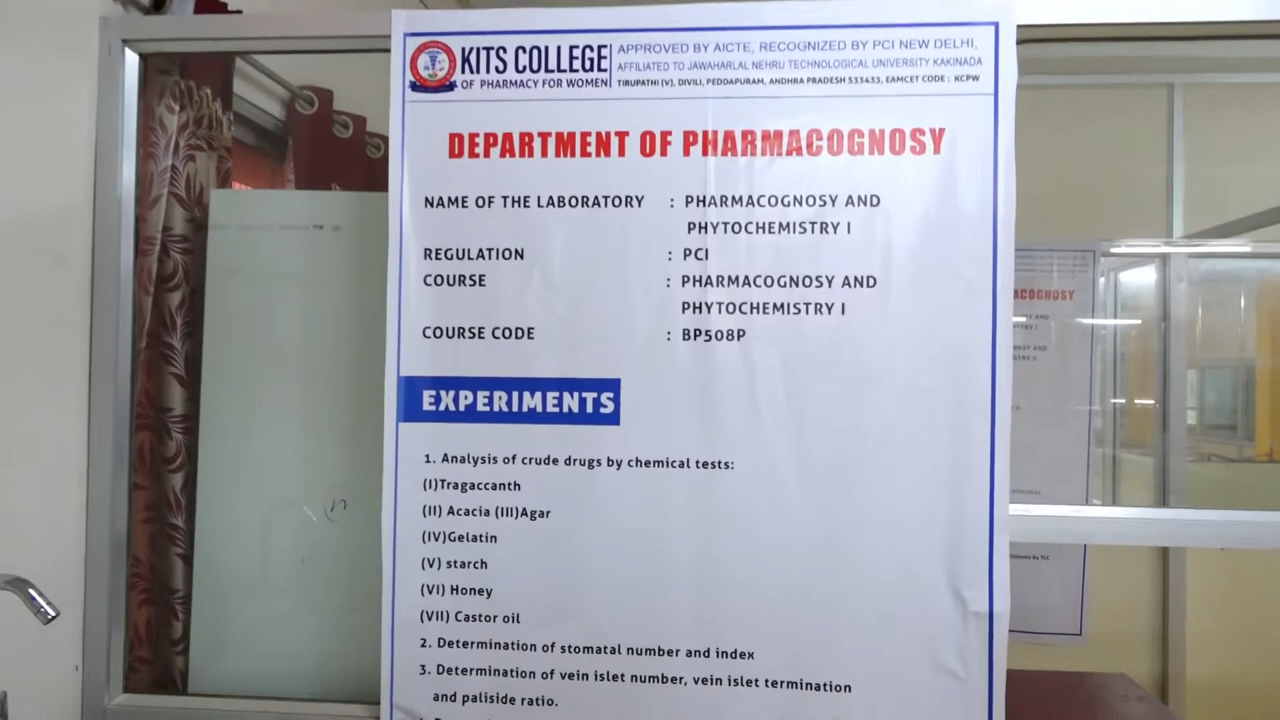 KITS COLLEGE
OF PHARMACY FOR WOMEN
APPROVED BY AICTE, RECOGNIZED BY PCI NEW DELHI,
AFFILIATED TO JAWAHARLAL NEHRU TECHNOLOGICAL UNIVERSITY KAKINADA
TIRUPATHI (V), DIVILI, PEDDAPURAM, ANDHRA PRADESH 533433, EAMCET CODE : KCPW
DEPARTMENT OF PHARMACOGNOSY
NAME OF THE LABORATORY : PHARMACOGNOSY AND
PHYTOCHEMISTRY I
REGULATION : PCI
COURSE : PHARMACOGNOSY AND
PHYTOCHEMISTRY I
COURSE CODE : BP508P
EXPERIMENTS
1. Analysis of crude drugs by chemical tests:
(I)Tragaccanth
(II) Acacia (III)Agar
(IV)Gelatin
(V) starch
(VI) Honey
(VII) Castor oil
2. Determination of stomatal number and index
3. Determination of vein islet number, vein islet termination
and paliside ratio.